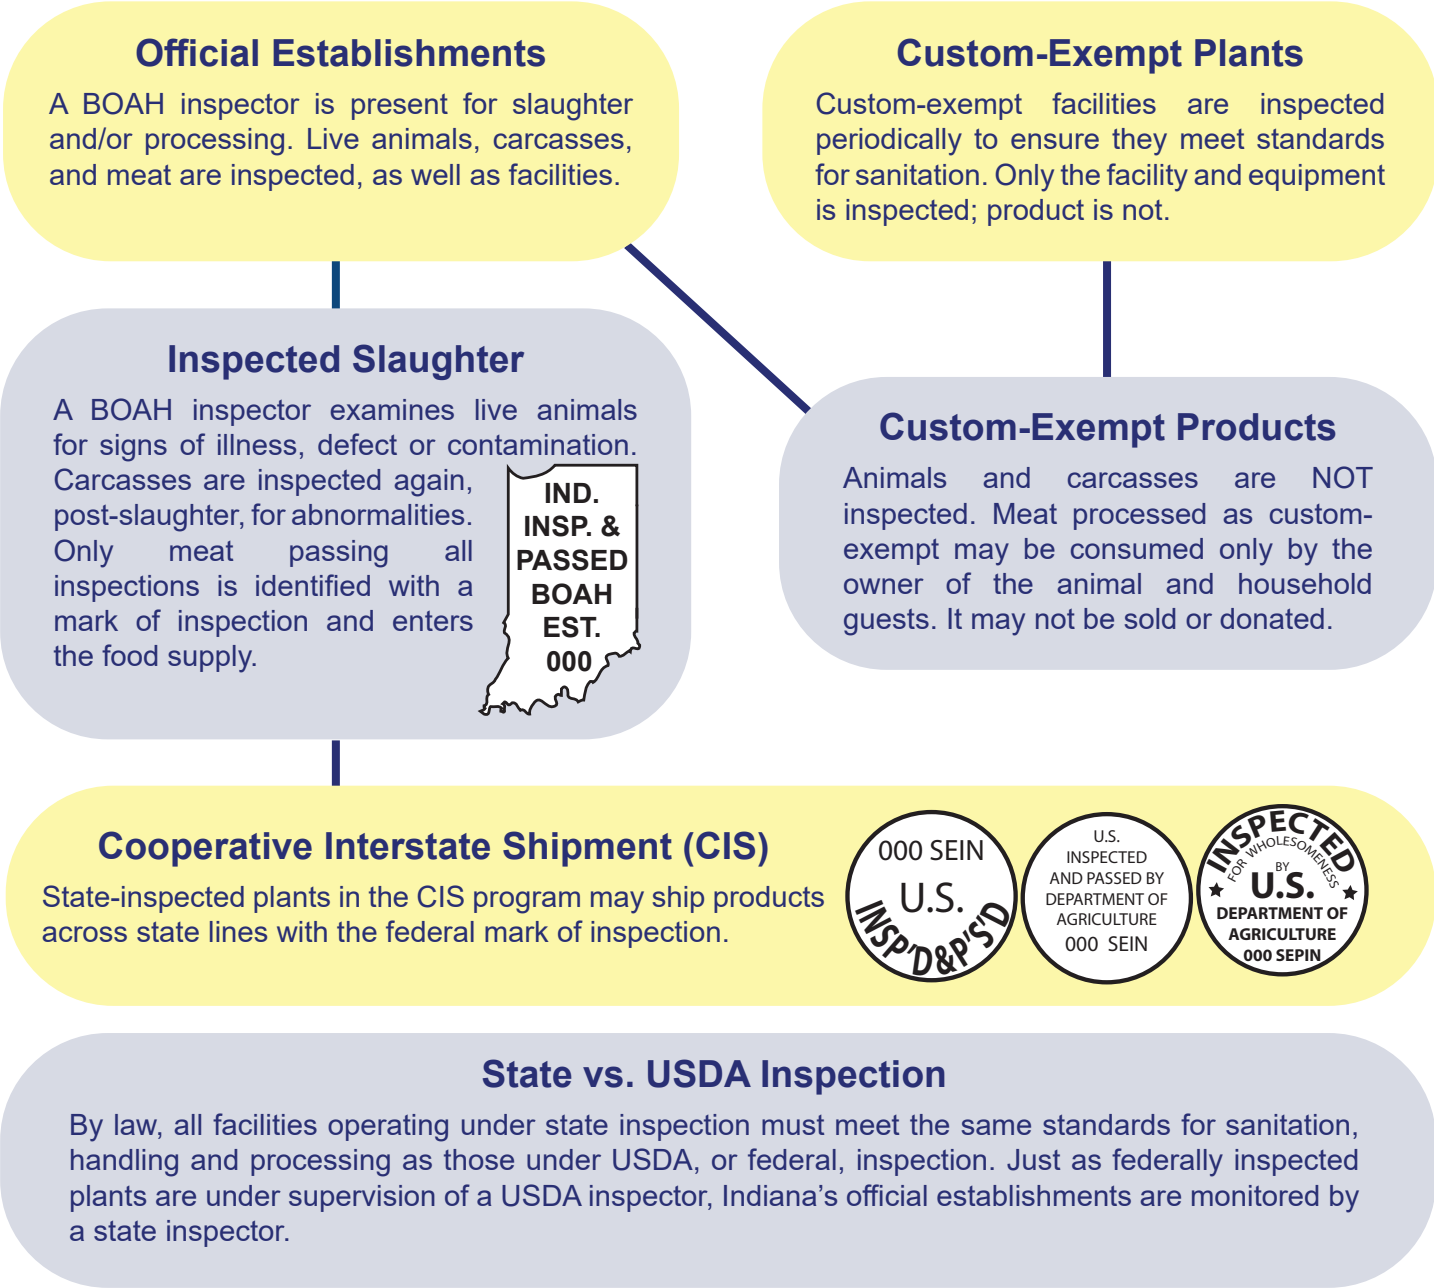 Official Establishments
A BOAH inspector is present for slaughter
and/or processing. Live animals, carcasses,
and meat are inspected, as well as facilities.
Custom-Exempt Plants
Custom-exempt facilities are inspected
periodically to ensure they meet standards
for sanitation. Only the facility and equipment
is inspected; product is not.
Inspected Slaughter
A BOAH inspector examines live animals
for signs of illness, defect or contamination.
Carcasses are inspected again,
post-slaughter, for abnormalities.
Only meat passing all
inspections is identified with a
mark of inspection and enters
the food supply.
IND.
INSP. &
PASSED
BOAH
EST.
000
Custom-Exempt Products
Animals and carcasses are NOT
inspected. Meat processed as custom-
exempt may be consumed only by the
owner of the animal and household
guests. It may not be sold or donated.
Cooperative Interstate Shipment (CIS)
State-inspected plants in the CIS program may ship products
across state lines with the federal mark of inspection.
000 SEIN
U.S.
INSP'D&P'S'D
U.S.
INSPECTED
AND PASSED BY
DEPARTMENT OF
AGRICULTURE
000 SEIN
INSPECTED
FOR WHOLESOMENESS
BY
U.S.
DEPARTMENT OF
AGRICULTURE
000 SEPIN
State vs. USDA Inspection
By law, all facilities operating under state inspection must meet the same standards for sanitation,
handling and processing as those under USDA, or federal, inspection. Just as federally inspected
plants are under supervision of a USDA inspector, Indiana's official establishments are monitored by
a state inspector.